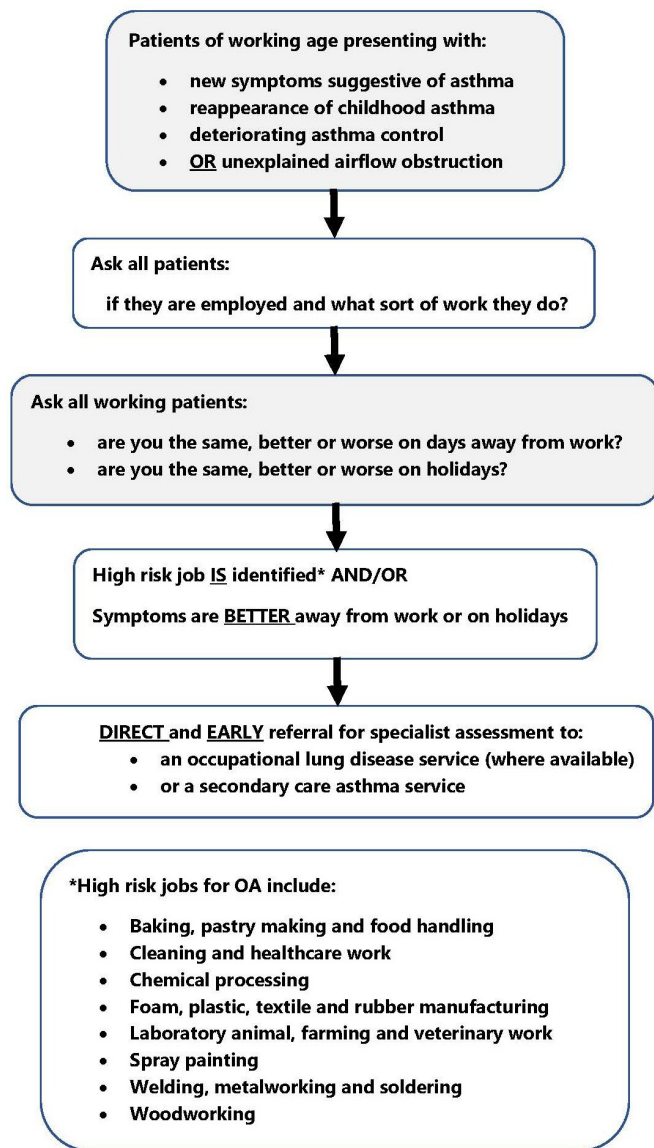 Patients of working age presenting with:
• new symptoms suggestive of asthma
• reappearance of childhood asthma
• deteriorating asthma control
• OR unexplained airflow obstruction
Ask all patients:
if they are employed and what sort of work they do?
Ask all working patients:
• are you the same, better or worse on days away from work?
• are you the same, better or worse on holidays?
High risk job IS identified* AND/OR
Symptoms are BETTER away from work or on holidays
DIRECT and EARLY referral for specialist assessment to:
• an occupational lung disease service (where available)
• or a secondary care asthma service
*High risk jobs for OA include:
• Baking, pastry making and food handling
• Cleaning and healthcare work
• Chemical processing
• Foam, plastic, textile and rubber manufacturing
• Laboratory animal, farming and veterinary work
• Spray painting
• Welding, metalworking and soldering
• Woodworking